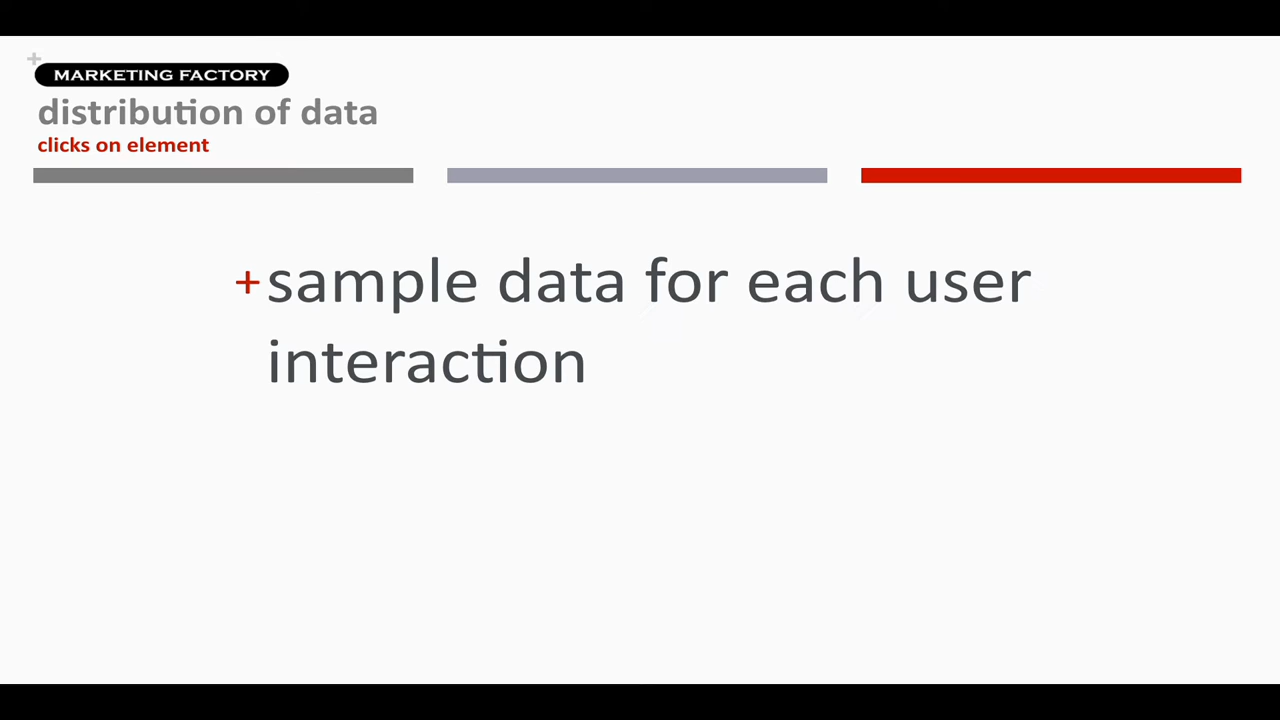 +
MARKETING FACTORY
distribution of data
clicks on element
+sample data for each user
interaction